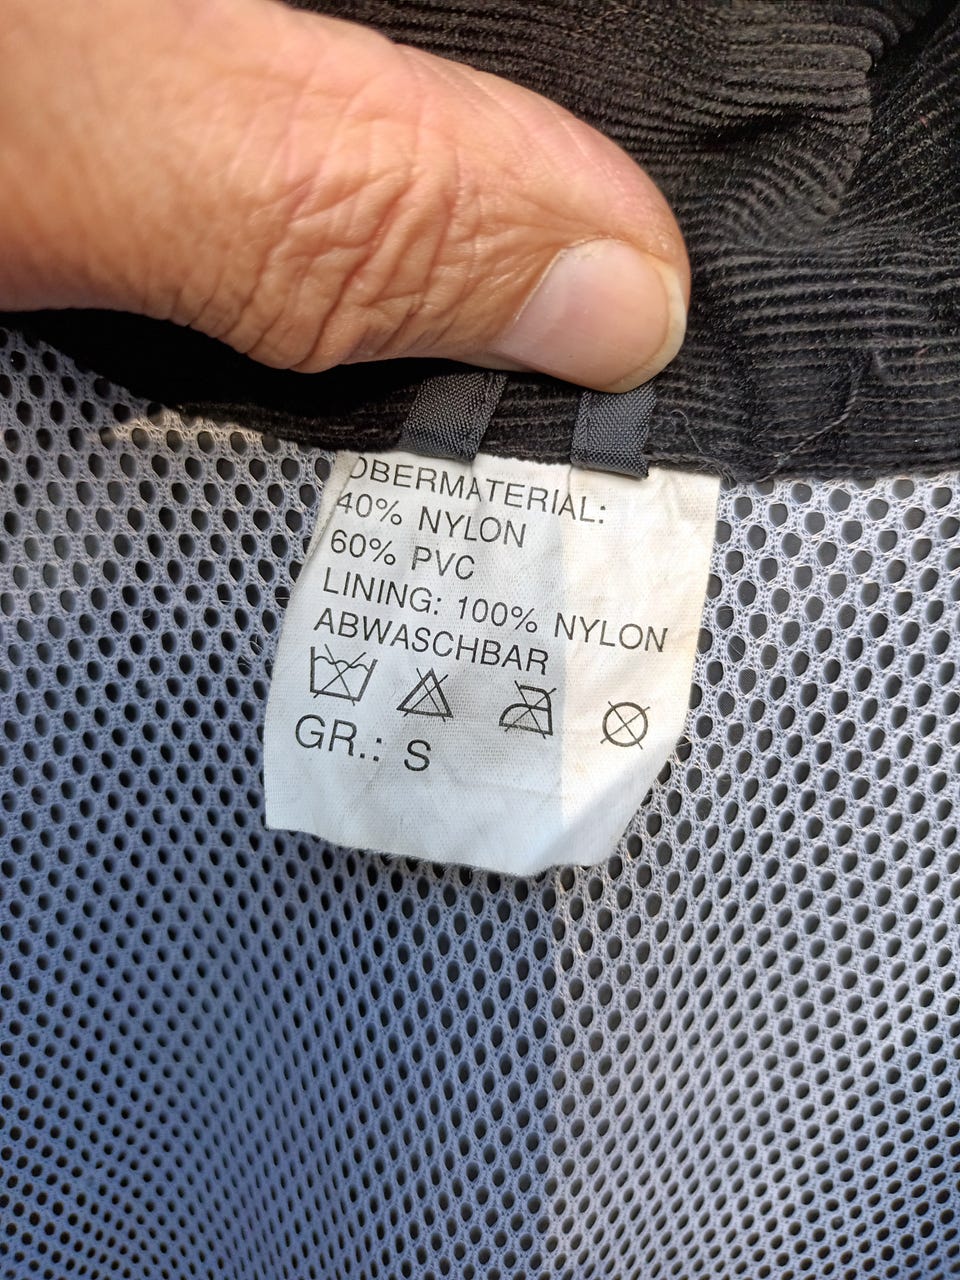 OBERMATERIAL:
40% NYLON
60% PVC
LINING: 100% NYLON
ABWASCHBAR
GR.: S